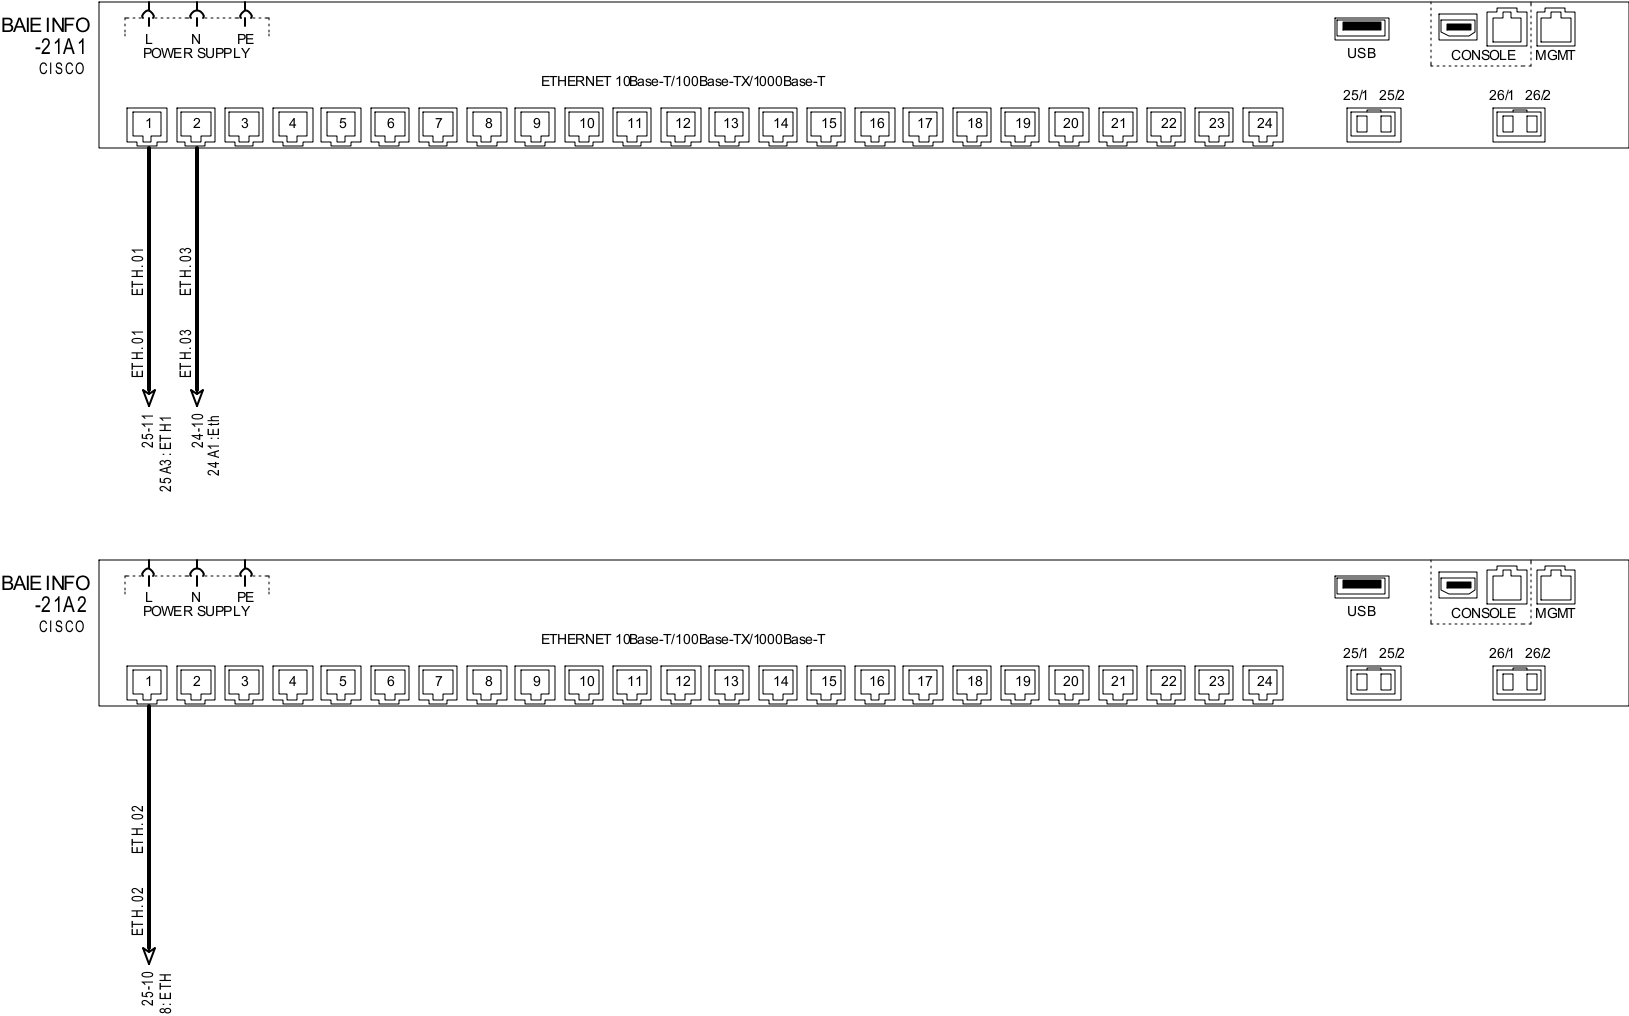 BAIE INFO
-21A1
CISCO
L N PE
POWER SUPPLY
USB
CONSOLE MGMT
ETHERNET 10Base-T/100Base-TX/1000Base-T
25/1 25/2 26/1 26/2
1 2 3 4 5 6 7 8 9 10 11 12 13 14 15 16 17 18 19 20 21 22 23 24
ETH.01 ETH.03
ETH.01 ETH.03
25-11
25A3:ETH1
24-10
24A1:Eth
BAIE INFO
-21A2
CISCO
L N PE
POWER SUPPLY
USB
CONSOLE MGMT
ETHERNET 10Base-T/100Base-TX/1000Base-T
25/1 25/2 26/1 26/2
1 2 3 4 5 6 7 8 9 10 11 12 13 14 15 16 17 18 19 20 21 22 23 24
ETH.02
ETH.02
25-10
8:ETH